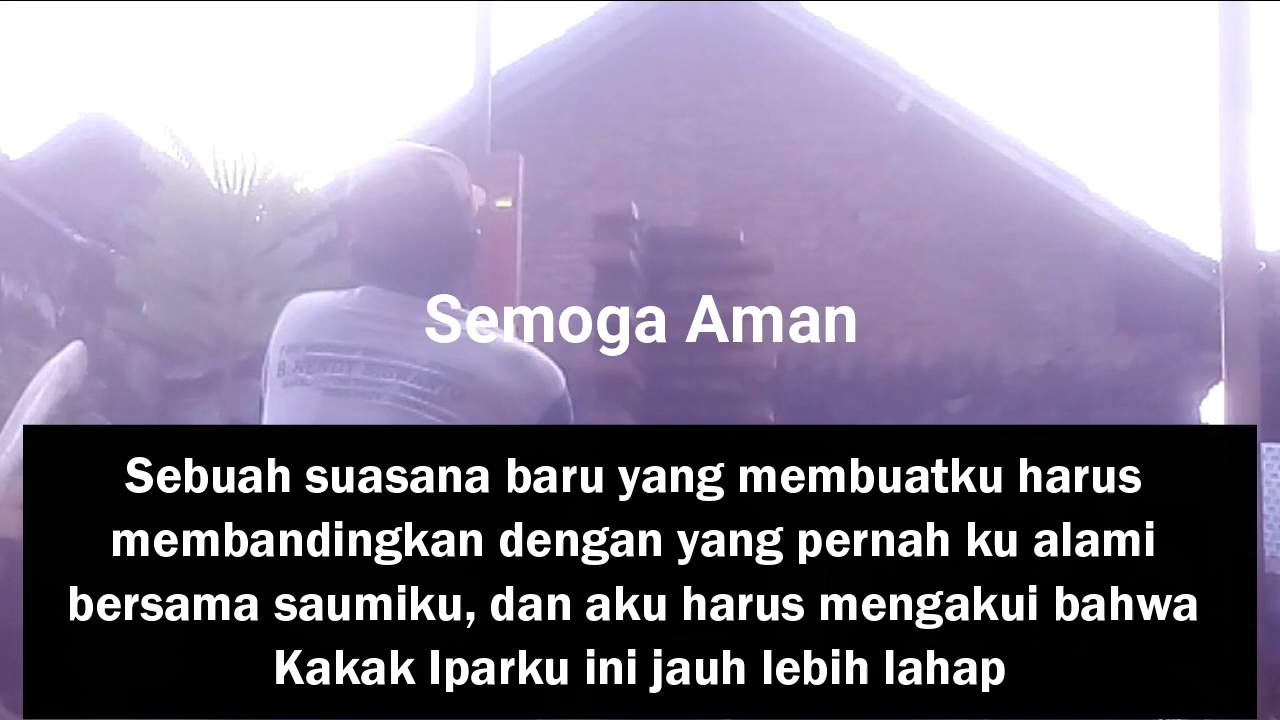 Semoga Aman
Sebuah suasana baru yang membuatku harus
membandingkan dengan yang pernah ku alami
bersama saumiku, dan aku harus mengakui bahwa
Kakak Iparku ini jauh lebih lahap